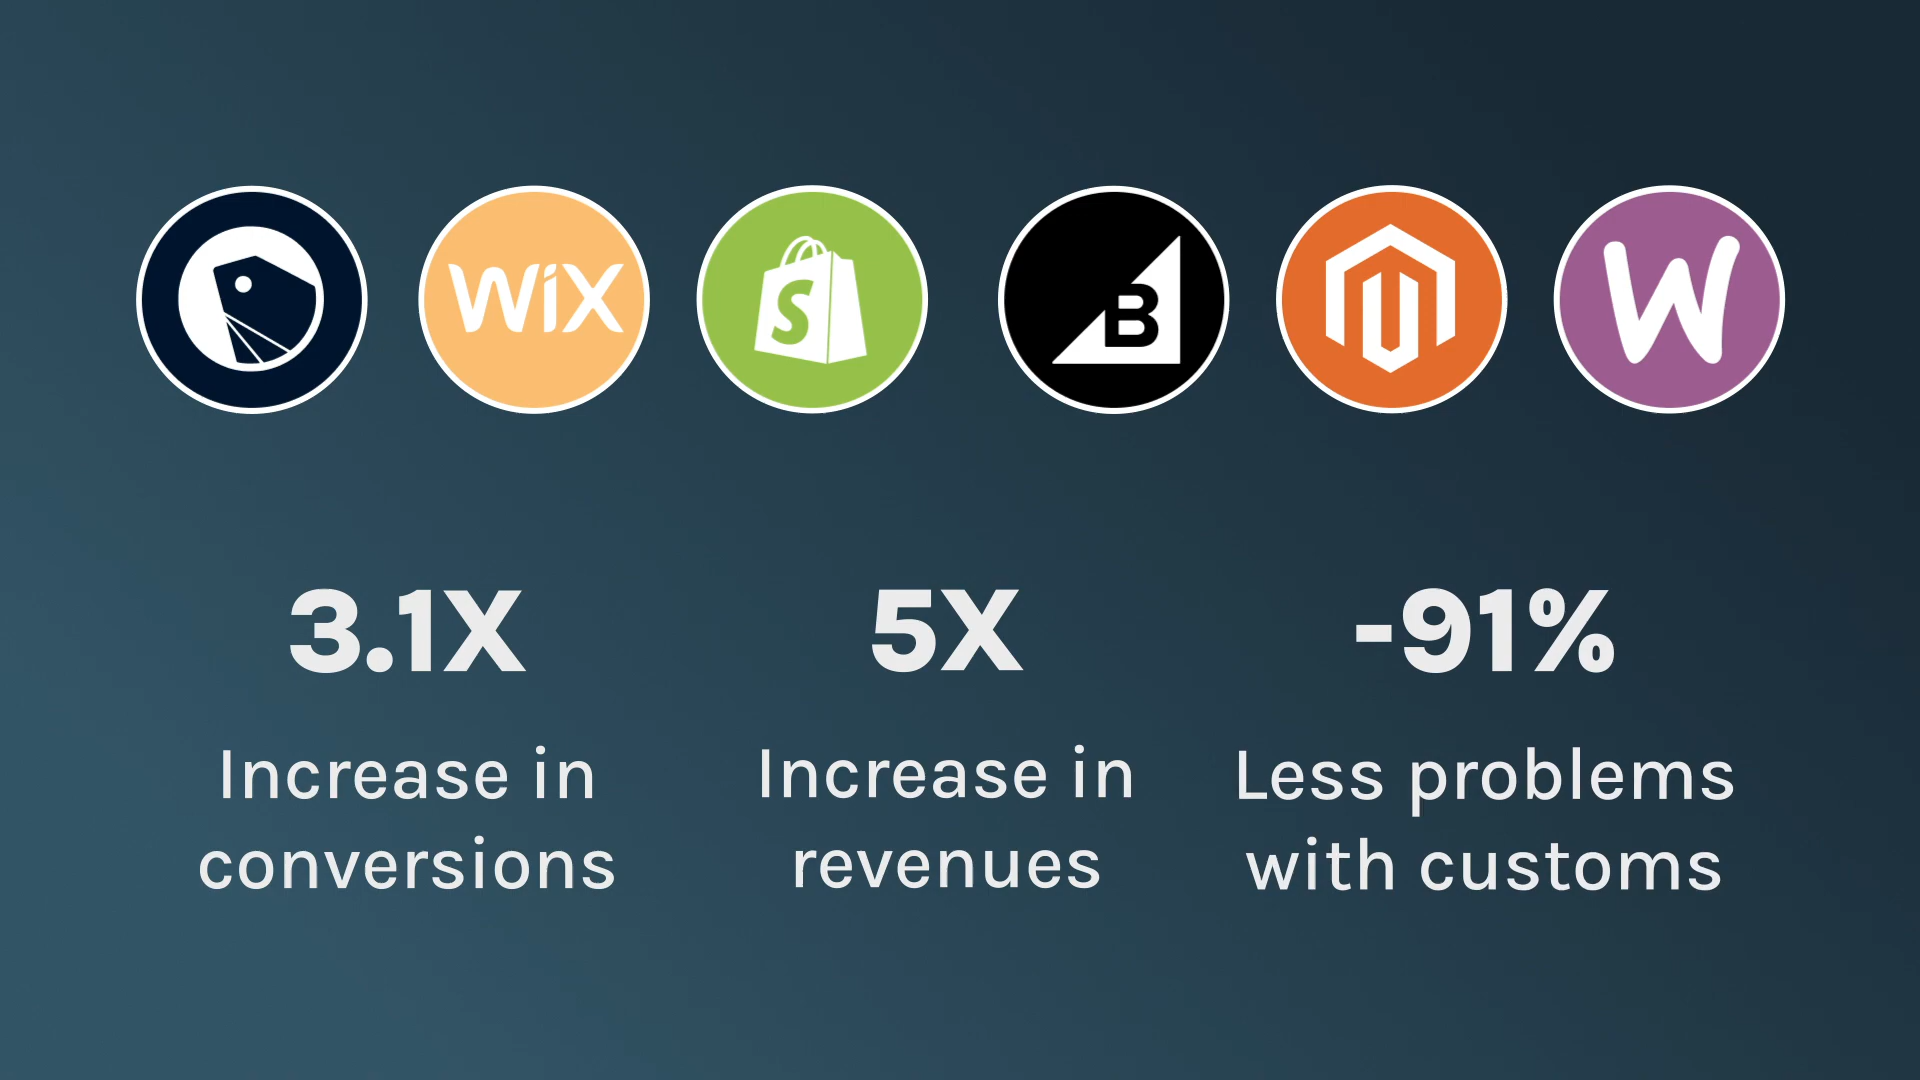 WiX
S
B
W
3.1X
5X
-91%
Increase in
conversions
Increase in
revenues
Less problems
with customs